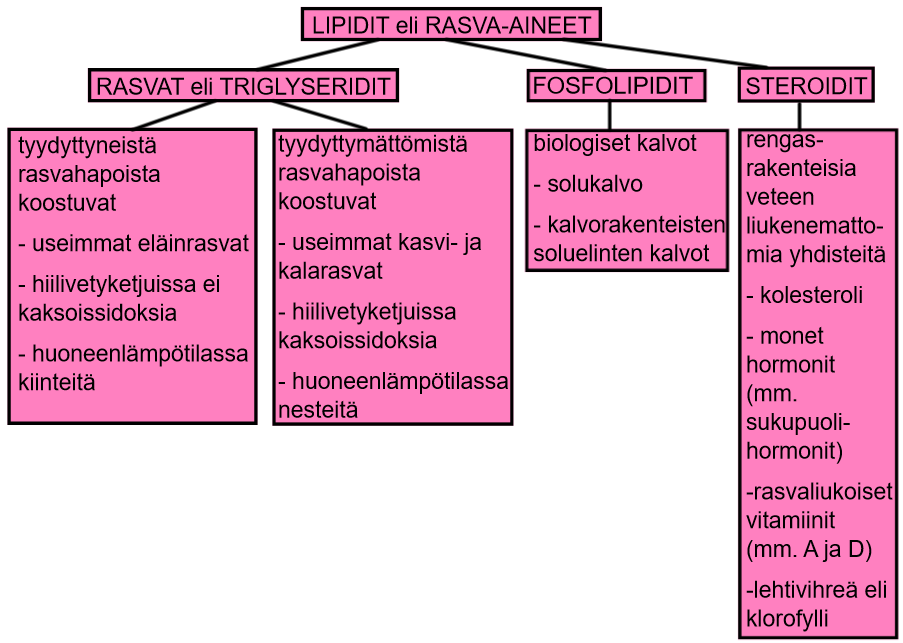 LIPIDIT eli RASVA-AINEET
RASVAT eli TRIGLYSERIDIT
FOSFOLIPIDIT
STEROIDIT
tyydyttyneistä
rasvahapoista
koostuvat
- useimmat eläinrasvat
- hiilivetyketjuissa ei
kaksoissidoksia
- huoneenlämpötilassa
kiinteitä
tyydyttymättömistä
rasvahapoista
koostuvat
- useimmat kasvi- ja
kalarasvat
- hiilivetyketjuissa
kaksoissidoksia
- huoneenlämpötilassa
nesteitä
biologiset kalvot
- solukalvo
- kalvorakenteisten
soluelinten kalvot
rengas-
rakenteisia
veteen
liukenematto-
mia yhdisteitä
- kolesteroli
- monet
hormonit
(mm.
sukupuoli-
hormonit)
-rasvaliukoiset
vitamiinit
(mm. A ja D)
-lehtivihreä eli
klorofylli